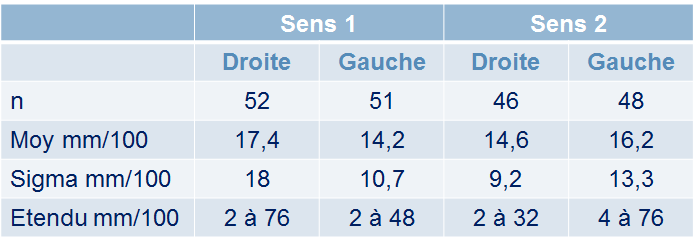 Sens 1 Sens 2
Droite Gauche Droite Gauche
n 52 51 46 48
Moy mm/100 17,4 14,2 14,6 16,2
Sigma mm/100 18 10,7 9,2 13,3
Etendu mm/100 2 à 76 2 à 48 2 à 32 4 à 76